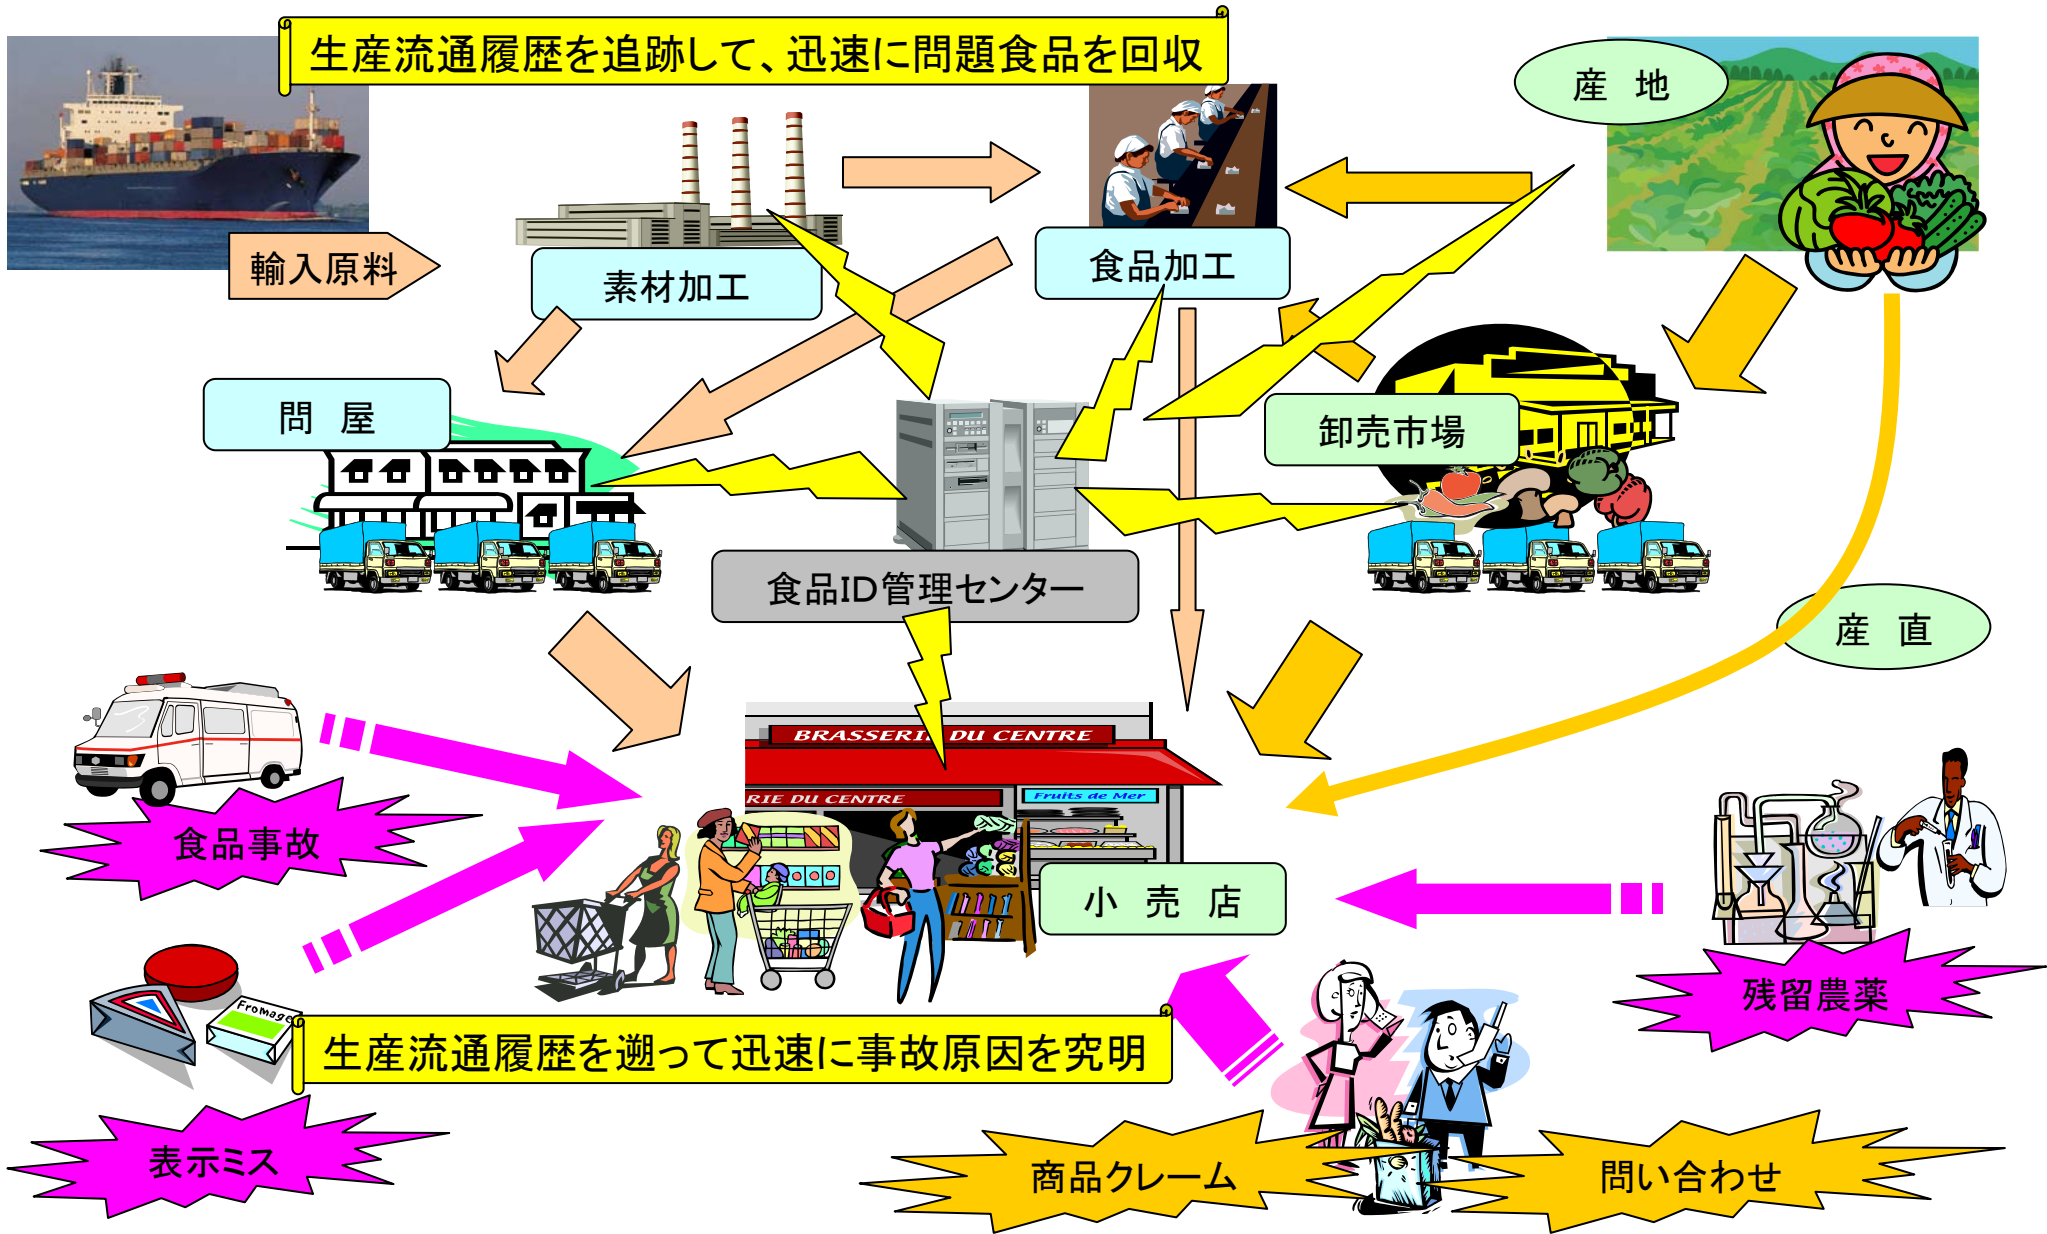 生産流通履歴を追跡して、迅速に問題食品を回収
産　地
輸入原料
素材加工
食品加工
問　屋
卸売市場
食品ID管理センター
産　直
BRASSERIE DU CENTRE
RIE DU CENTRE
Fruits de Mer
食品事故
小　売　店
残留農薬
Fromage
生産流通履歴を遡って迅速に事故原因を究明
表示ミス
商品クレーム
問い合わせ